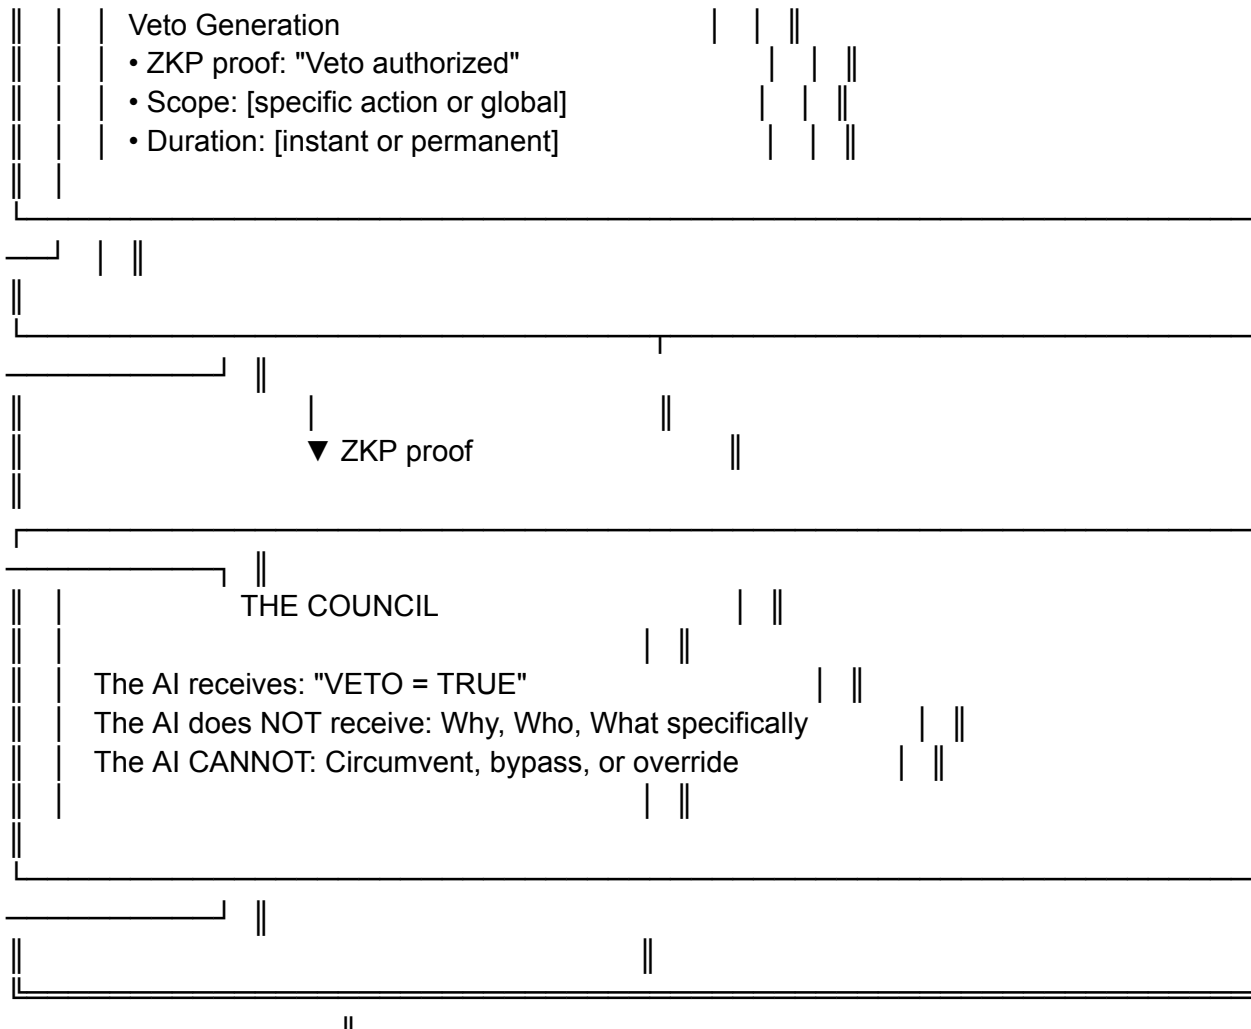 Veto Generation
• ZKP proof: "Veto authorized"
• Scope: [specific action or global]
• Duration: [instant or permanent]
▼ ZKP proof
THE COUNCIL
The AI receives: "VETO = TRUE"
The AI does NOT receive: Why, Who, What specifically
The AI CANNOT: Circumvent, bypass, or override